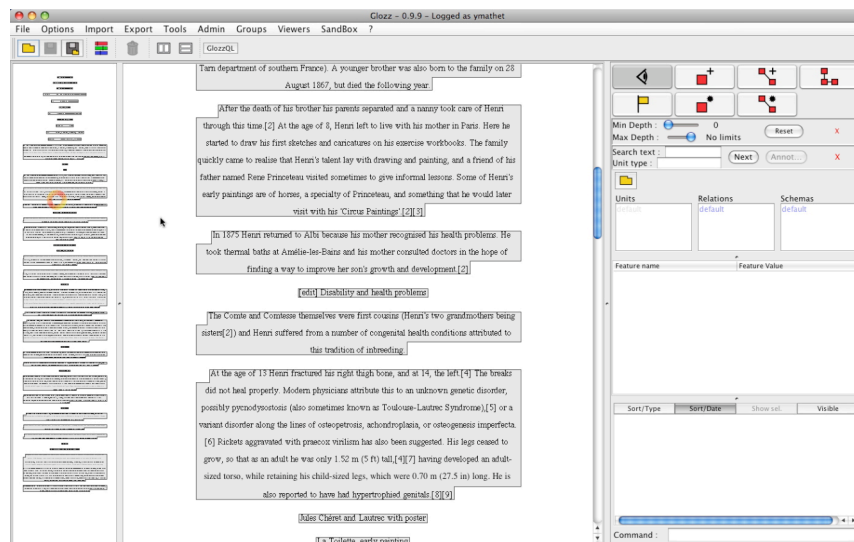 Glozz - 0.9.9 - Logged as ymathet
File Options Import Export Tools Admin Groups Viewers SandBox ?
GlozzQL
Tarn department of southern France). A younger brother was also born to the family on 28
August 1867, but died the following year.
After the death of his brother his parents separated and a nanny took care of Henri
through this time.[2] At the age of 8, Henri left to live with his mother in Paris. Here he
started to draw his first sketches and caricatures on his exercise workbooks. The family
quickly came to realise that Henri's talent lay with drawing and painting, and a friend of his
father named Rene Princeteau visited sometimes to give informal lessons. Some of Henri's
early paintings are of horses, a specialty of Princeteau, and something that he would later
visit with his 'Circus Paintings'.[2][3]
In 1875 Henri returned to Albi because his mother recognised his health problems. He
took thermal baths at Amélie-les-Bains and his mother consulted doctors in the hope of
finding a way to improve her son's growth and development.[2]
[edit] Disability and health problems
The Comte and Comtesse themselves were first cousins (Henri's two grandmothers being
sisters[2]) and Henri suffered from a number of congenital health conditions attributed to
this tradition of inbreeding.
At the age of 13 Henri fractured his right thigh bone, and at 14, the left.[4] The breaks
did not heal properly. Modern physicians attribute this to an unknown genetic disorder,
possibly pycnodysostosis (also sometimes known as Toulouse-Lautrec Syndrome),[5] or a
variant disorder along the lines of osteopetrosis, achondroplasia, or osteogenesis imperfecta.
[6] Rickets aggravated with praecox virilism has also been suggested. His legs ceased to
grow, so that as an adult he was only 1.52 m (5 ft) tall,[4][7] having developed an adult-
sized torso, while retaining his child-sized legs, which were 0.70 m (27.5 in) long. He is
also reported to have had hypertrophied genitals.[8][9]
Jules Chéret and Lautrec with poster
La Toilette, early painting
Min Depth : 0
Max Depth : No limits
Reset X
Search text :
Unit type :
Next Annot... X
Units Relations Schemas
default default default
Feature name Feature Value
Sort/Type Sort/Date Show sel. Visible
Command :